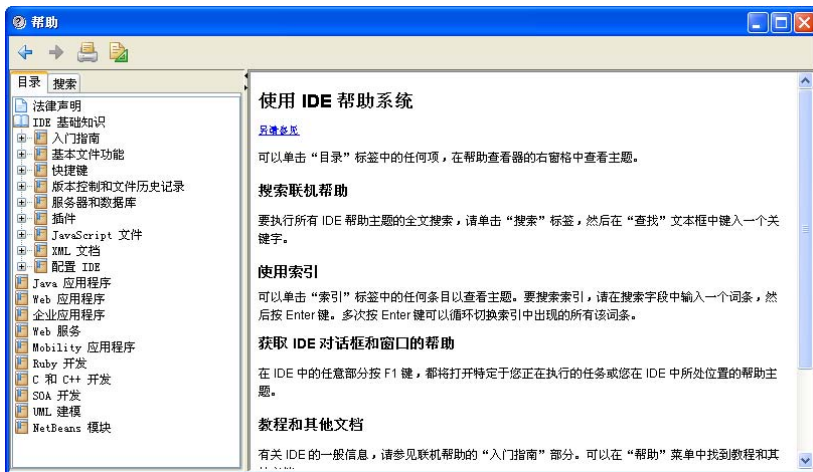 帮助
目录
搜索
法律声明
IDE 基础知识
入门指南
基本文件功能
快捷键
版本控制和文件历史记录
服务器和数据库
插件
JavaScript 文件
XML 文档
配置 IDE
Java 应用程序
Web 应用程序
企业应用程序
Web 服务
Mobility 应用程序
Ruby 开发
C 和 C++ 开发
SOA 开发
UML 建模
NetBeans 模块
使用 IDE 帮助系统
另请参见
可以单击“目录”标签中的任何项，在帮助查看器的右窗格中查看主题。
搜索联机帮助
要执行所有 IDE 帮助主题的全文搜索，请单击“搜索”标签，然后在“查找”文本框中键入一个关
键字。
使用索引
可以单击“索引”标签中的任何条目以查看主题。要搜索索引，请在搜索字段中输入一个词条，然
后按 Enter 键。多次按 Enter 键可以循环切换索引中出现的所有该词条。
获取 IDE 对话框和窗口的帮助
在 IDE 中的任意部分按 F1 键，都将打开特定于您正在执行的任务或您在 IDE 中所处位置的帮助主
题。
教程和其他文档
有关 IDE 的一般信息，请参见联机帮助的“入门指南”部分。可以在“帮助”菜单中找到教程和其